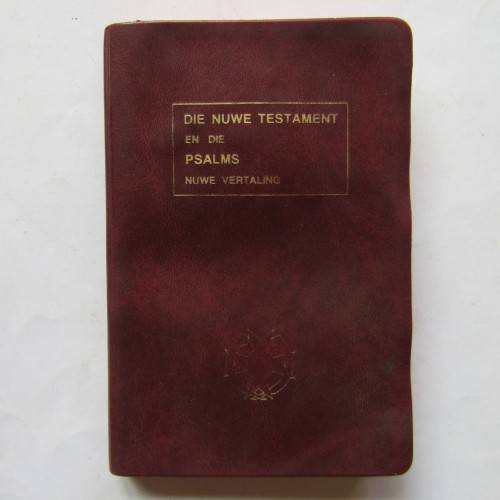 DIE NUWE TESTAMENT
EN DIE
PSALMS
NUWE VERTALING